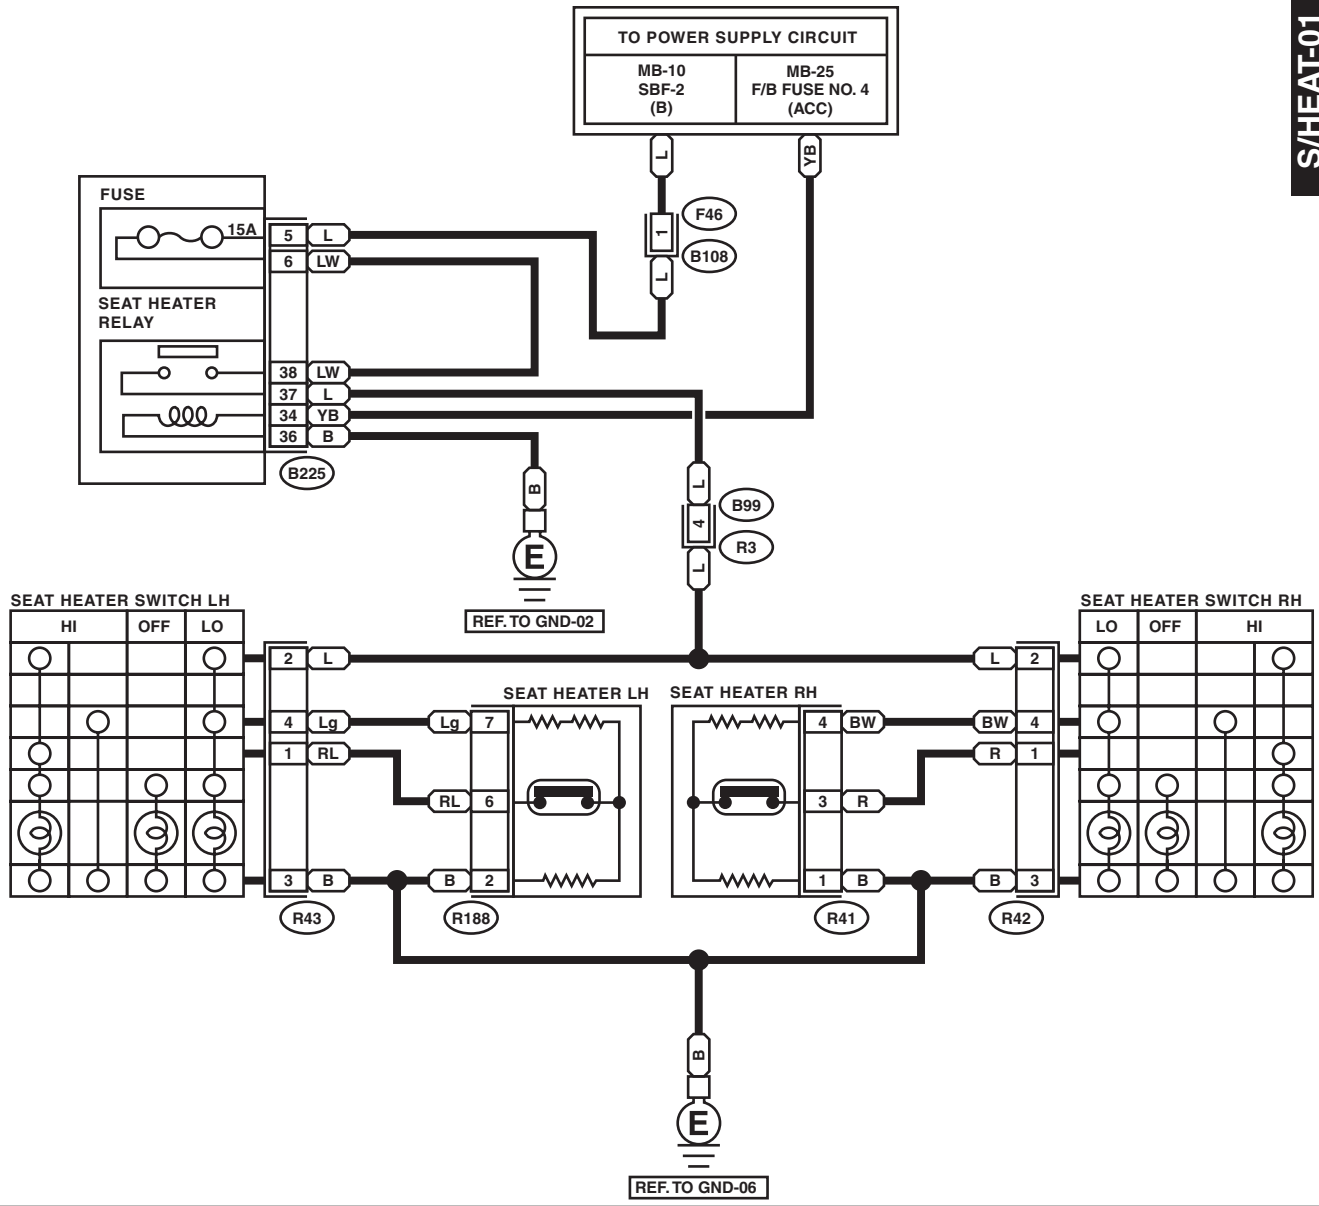 S/HEAT-01
TO POWER SUPPLY CIRCUIT
MB-10
SBF-2
(B)
MB-25
F/B FUSE NO. 4
(ACC)
L
YB
FUSE
15A
5 L
6 LW
1
F46
B108
L
SEAT HEATER
RELAY
38 LW
37 L
34 YB
36 B
B225
B
E
REF. TO GND-02
L
4
B99
R3
L
SEAT HEATER SWITCH LH
HI OFF LO
SEAT HEATER SWITCH RH
LO OFF HI
2 L
L 2
SEAT HEATER LH
SEAT HEATER RH
4 Lg
Lg 7
4 BW
BW 4
1 RL
R 1
RL 6
3 R
3 B
B 2
1 B
B 3
R43
R188
R41
R42
B
E
REF. TO GND-06